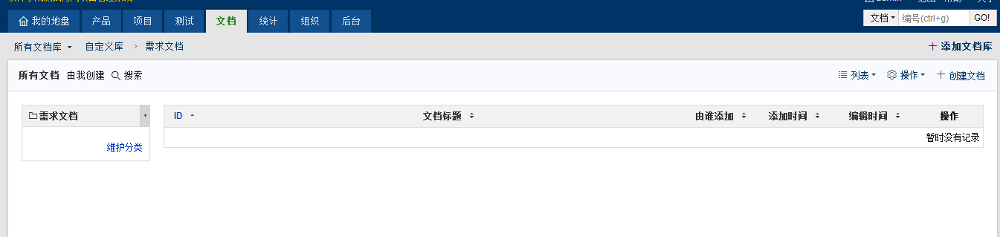 我的地盘 产品 项目 测试 文档 统计 组织 后台 文档 编号(ctrl+g) GO!
所有文档库 自定义库 > 需求文档 + 添加文档库
所有文档 由我创建 搜索 列表 操作 + 创建文档
需求文档 ID 文档标题 由谁添加 添加时间 编辑时间 操作
暂时没有记录
维护分类